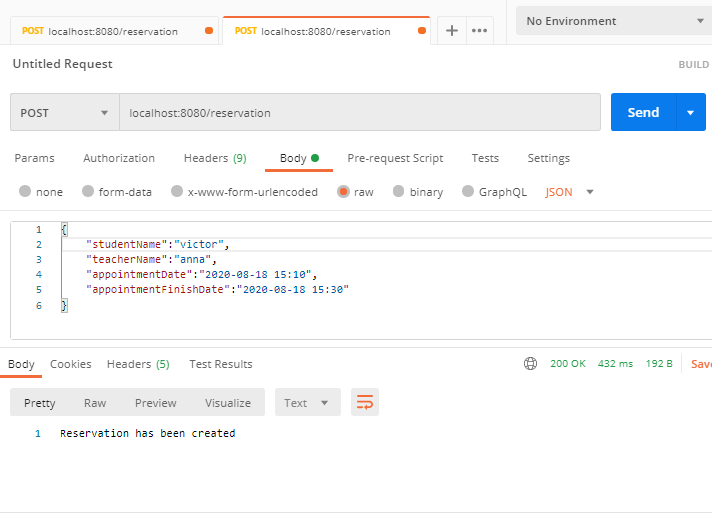 POST localhost:8080/reservation POST localhost:8080/reservation + ••• No Environment
Untitled Request BUILD
POST localhost:8080/reservation Send
Params Authorization Headers (9) Body Pre-request Script Tests Settings
none form-data x-www-form-urlencoded raw binary GraphQL JSON
1 {
2 "studentName":"victor",
3 "teacherName":"anna",
4 "appointmentDate":"2020-08-18 15:10",
5 "appointmentFinishDate":"2020-08-18 15:30"
6 }
Body Cookies Headers (5) Test Results 200 OK 432 ms 192 B Save
Pretty Raw Preview Visualize Text
1 Reservation has been created